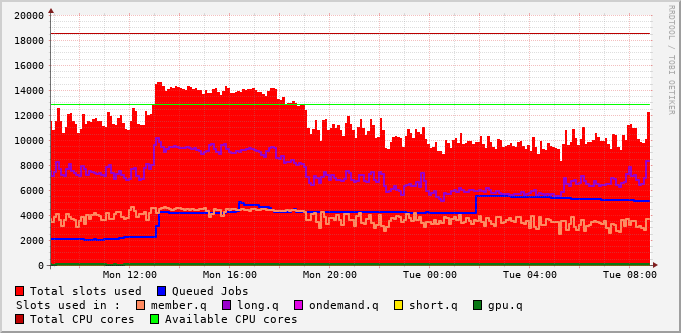 20000
18000
16000
14000
12000
10000
8000
6000
4000
2000
0
Mon 12:00 Mon 16:00 Mon 20:00 Tue 00:00 Tue 04:00 Tue 08:00
Total slots used Queued Jobs
Slots used in : member.q long.q ondemand.q short.q gpu.q
Total CPU cores Available CPU cores
RRDTOOL / TOBI OETIKER